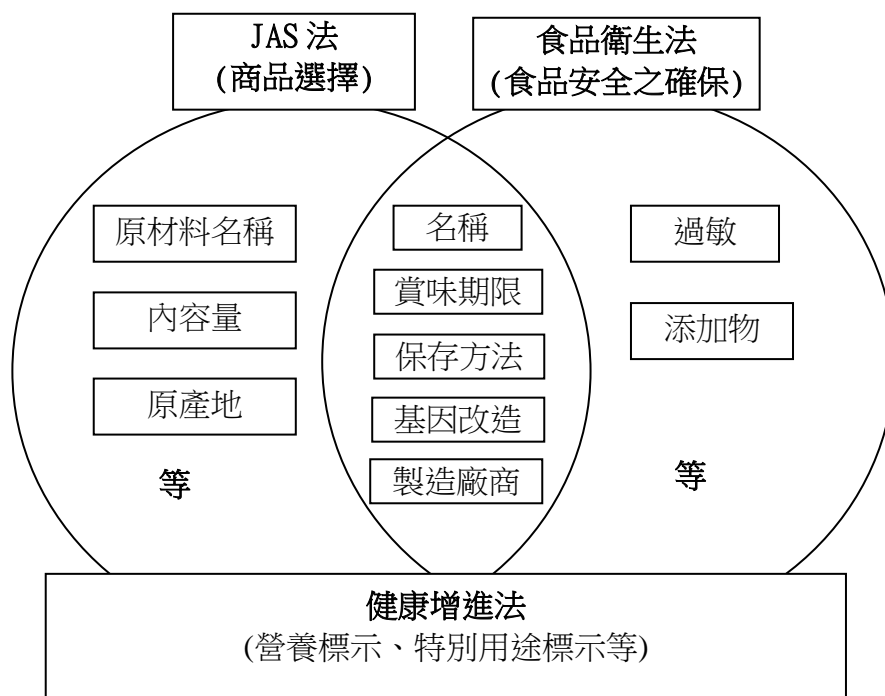 JAS 法
(商品選擇)
食品衛生法
(食品安全之確保)
原材料名稱
內容量
原產地
等
名稱
賞味期限
保存方法
基因改造
製造廠商
過敏
添加物
等
健康增進法
(營養標示、特別用途標示等)